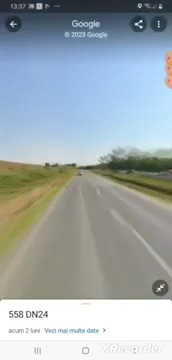 13:37
Google
© 2023 Google
558 DN24
acum 2 luni · Vezi mai multe date
XRecorder